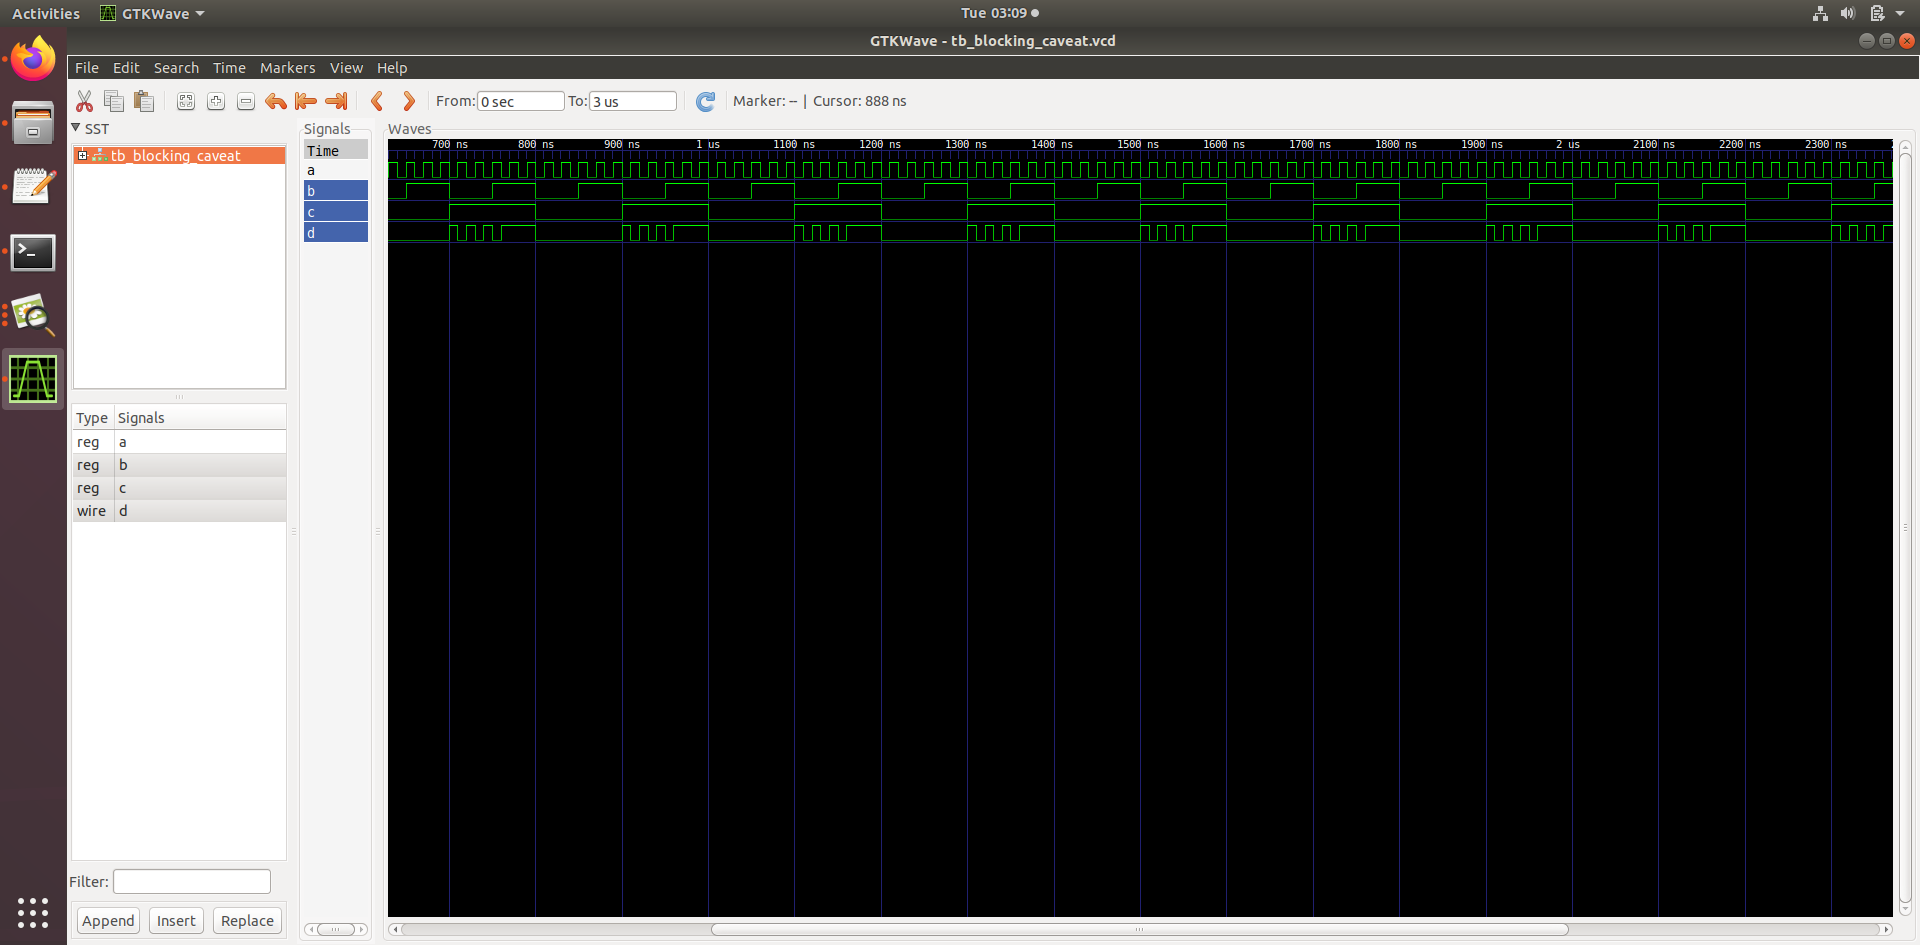 Activities GTKWave Tue 03:09
GTKWave - tb_blocking_caveat.vcd
File Edit Search Time Markers View Help
From: 0 sec To: 3 us Marker: -- | Cursor: 888 ns
SST
tb_blocking_caveat
Type Signals
reg a
reg b
reg c
wire d
Filter:
Append Insert Replace
Signals
Time
a
b
c
d
Waves
700 ns 800 ns 900 ns 1 us 1100 ns 1200 ns 1300 ns 1400 ns 1500 ns 1600 ns 1700 ns 1800 ns 1900 ns 2 us 2100 ns 2200 ns 2300 ns